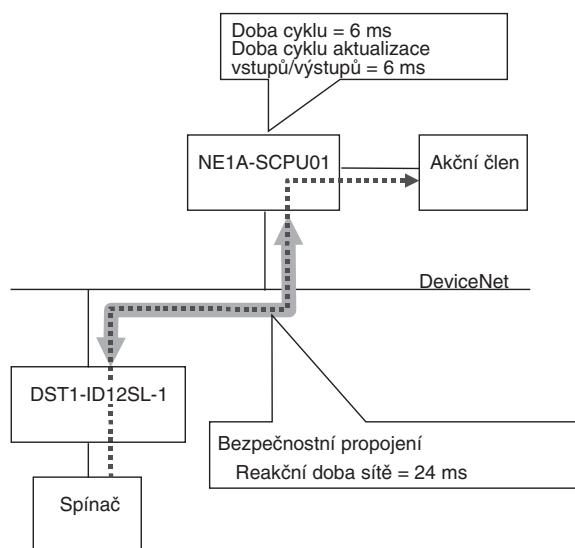 Doba cyklu = 6 ms
Doba cyklu aktualizace
vstupů/výstupů = 6 ms
NE1A-SCPU01
Akční člen
DeviceNet
DST1-ID12SL-1
Bezpečnostní propojení
Reakční doba sítě = 24 ms
Spínač